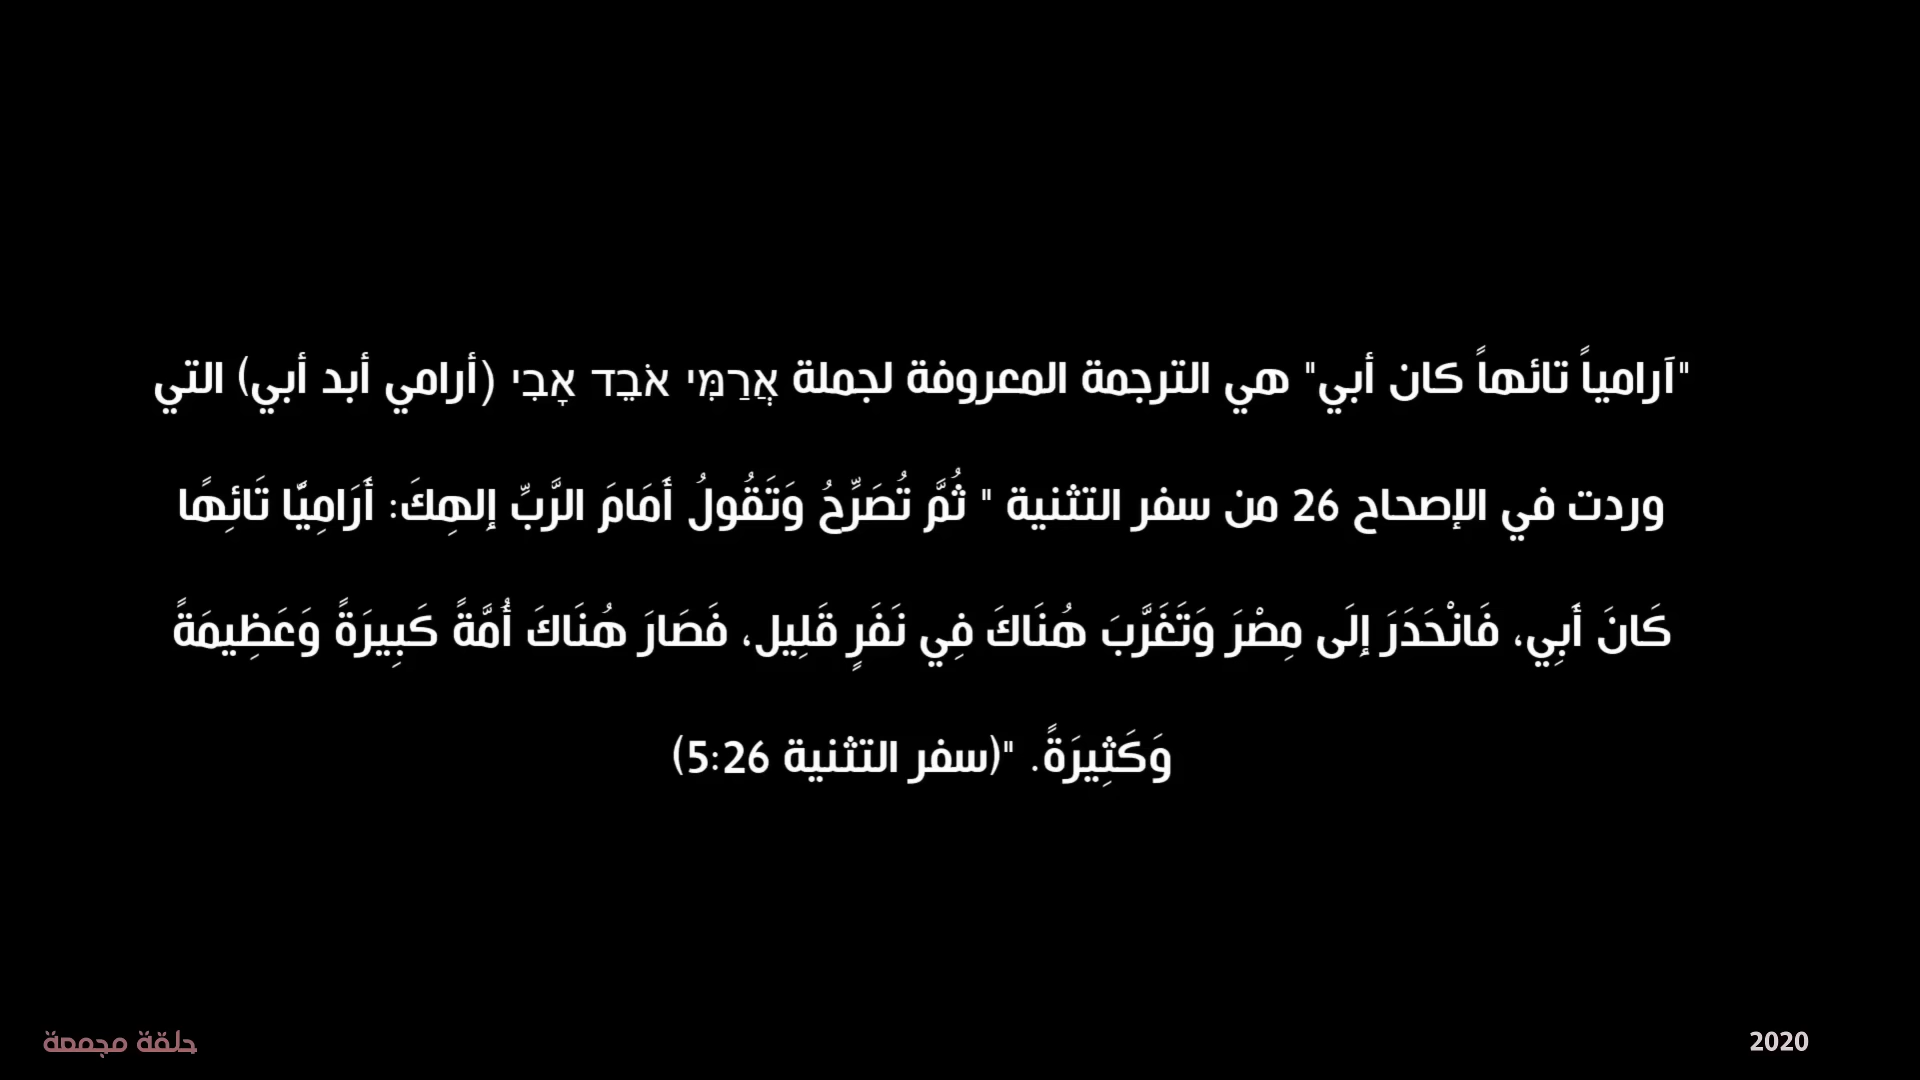 "آرامياً تائهاً كان أبي" هي الترجمة المعروفة لجملة אֲרַמִּי אֹבֵד אָבִי (أرامي أبد أبي) التي
وردت في الإصحاح 26 من سفر التثنية " ثُمَّ تُصَرِّحُ وَتَقُولُ أَمَامَ الرَّبِّ إِلهِكَ: أَرَامِيًّا تَائِهًا
كَانَ أَبِي، فَانْحَدَرَ إِلَى مِصْرَ وَتَغَرَّبَ هُنَاكَ فِي نَفَرٍ قَلِيل، فَصَارَ هُنَاكَ أُمَّةً كَبِيرَةً وَعَظِيمَةً
وَكَثِيرَةً. "(سفر التثنية 5:26)
حلقة مجمعة
2020